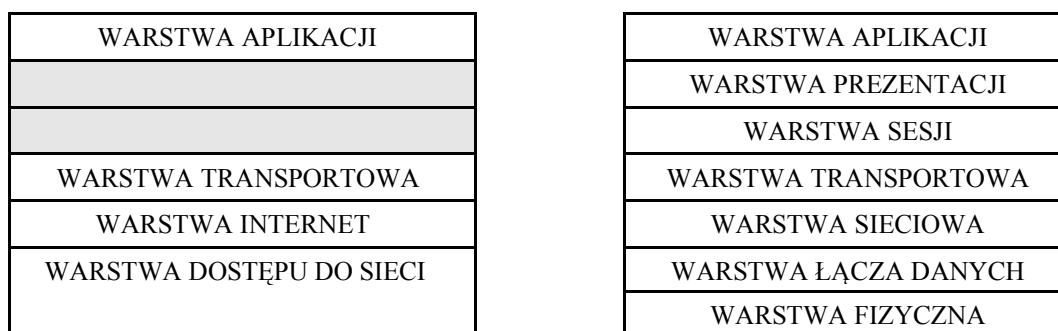 WARSTWA APLIKACJI
WARSTWA TRANSPORTOWA
WARSTWA INTERNET
WARSTWA DOSTĘPU DO SIECI
WARSTWA APLIKACJI
WARSTWA PREZENTACJI
WARSTWA SESJI
WARSTWA TRANSPORTOWA
WARSTWA SIECIOWA
WARSTWA ŁĄCZA DANYCH
WARSTWA FIZYCZNA